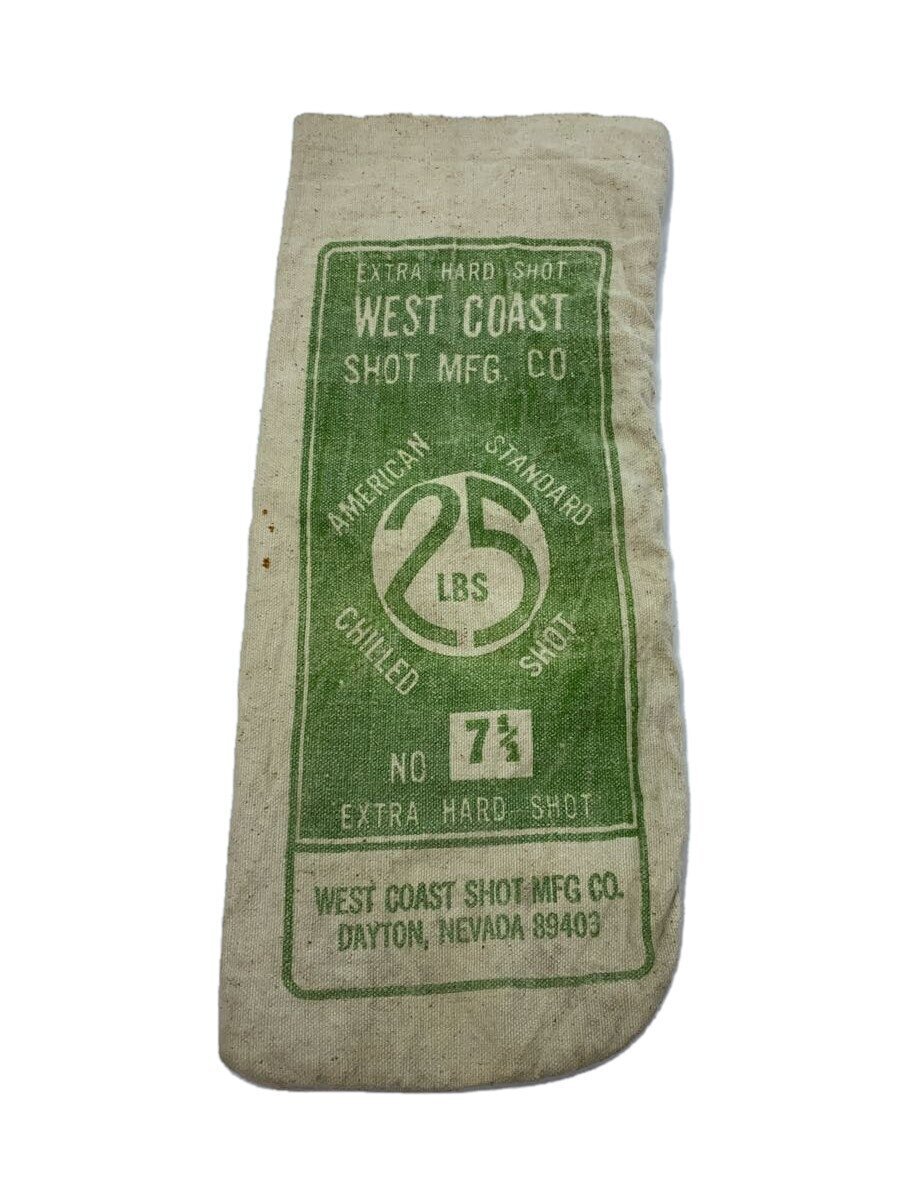 EXTRA HARD SHOT
WEST COAST
SHOT MFG. CO.
AMERICAN STANDARD
25
LBS
CHILLED SHOT
NO 7½
EXTRA HARD SHOT
WEST COAST SHOT MFG CO.
DAYTON, NEVADA 89403